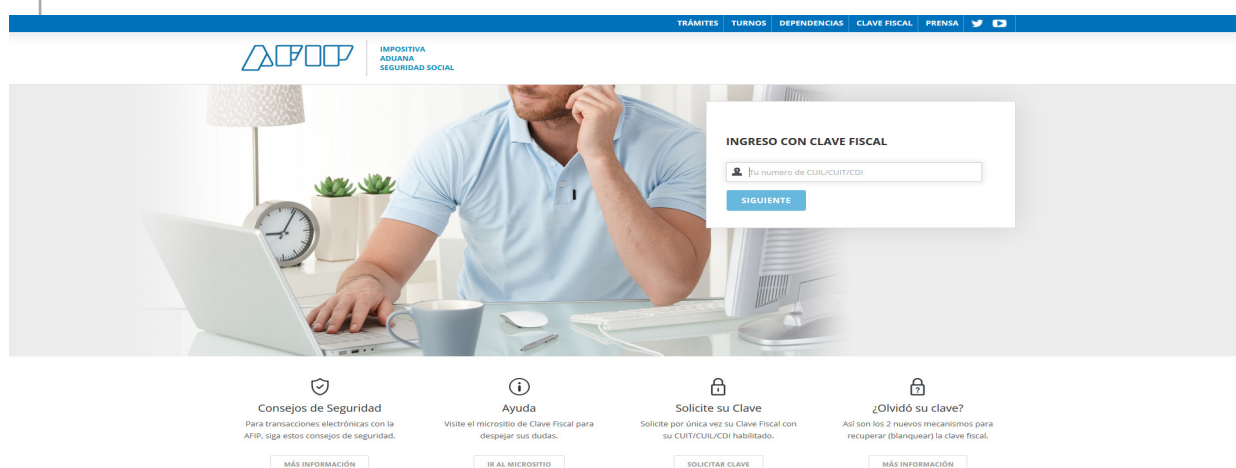 TRÁMITES TURNOS DEPENDENCIAS CLAVE FISCAL PRENSA
AFIP
IMPOSITIVA
ADUANA
SEGURIDAD SOCIAL
INGRESO CON CLAVE FISCAL
Tu numero de CUIL/CUIT/CDI
SIGUIENTE
Consejos de Seguridad
Para transacciones electrónicas con la
AFIP, siga estos consejos de seguridad.
MÁS INFORMACIÓN
Ayuda
Visite el micrositio de Clave Fiscal para
despejar sus dudas.
IR AL MICROSITIO
Solicite su Clave
Solicite por única vez su Clave Fiscal con
su CUIT/CUIL/CDI habilitado.
SOLICITAR CLAVE
¿Olvidó su clave?
Así son los 2 nuevos mecanismos para
recuperar (blanquear) la clave fiscal.
MÁS INFORMACIÓN